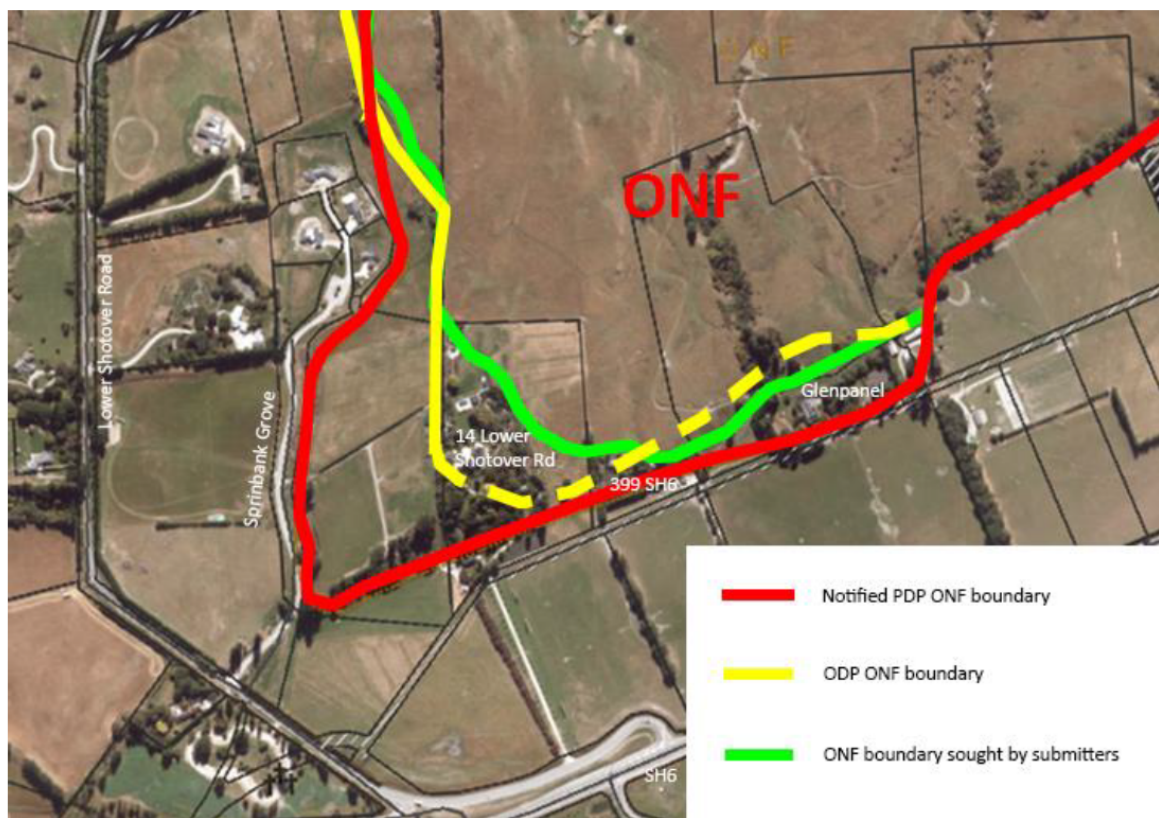 ONF
ONF
Lower Shotover Road
Sprinbank Grove
Glenpanel
14 Lower
Shotover Rd
399 SH6
SH6
Notified PDP ONF boundary
ODP ONF boundary
ONF boundary sought by submitters